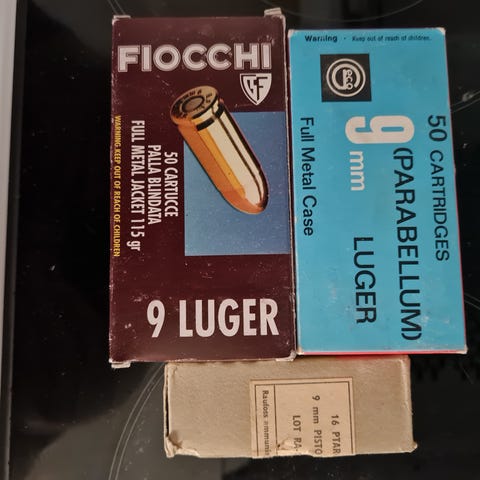 FIOCCHI
GF
50 CARTUCCE
PALLA BLINDATA
FULL METAL JACKET 115 gr
WARNING.KEEP OUT OF REACH OF CHILDREN
9 LUGER
Warning • Keep out of reach of children.
50 CARTRIDGES
9 (PARABELLUM)
mm LUGER
Full Metal Case
16 PTAR
9 mm PISTO
LOT RA
Raufoss